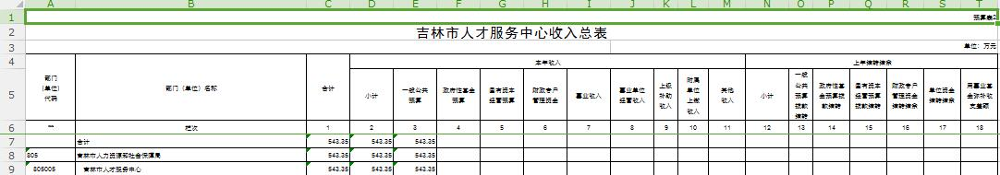 A B C D E F G H I J K L M N O P Q R S T
1 预算表2
2 吉林市人才服务中心收入总表
3 单位：万元
4 本年收入 上年结转结余
5 部门（单位）代码 部门（单位）名称 合计 小计 一般公共预算 政府性基金预算 国有资本经营预算 财政专户管理资金 事业收入 事业单位经营收入 上级补助收入 附属单位上缴收入 其他收入 小计 一般公共预算拨款结转 政府性基金预算拨款结转 国有资本经营预算拨款结转 财政专户管理资金结转结余 单位资金结转结余 用事业基金弥补收支差额
6 ** 栏次 1 2 3 4 5 6 7 8 9 10 11 12 13 14 15 16 17 18
7 合计 543.35 543.35 543.35
8 805 吉林市人力资源和社会保障局 543.35 543.35 543.35
9 805005 吉林市人才服务中心 543.35 543.35 543.35